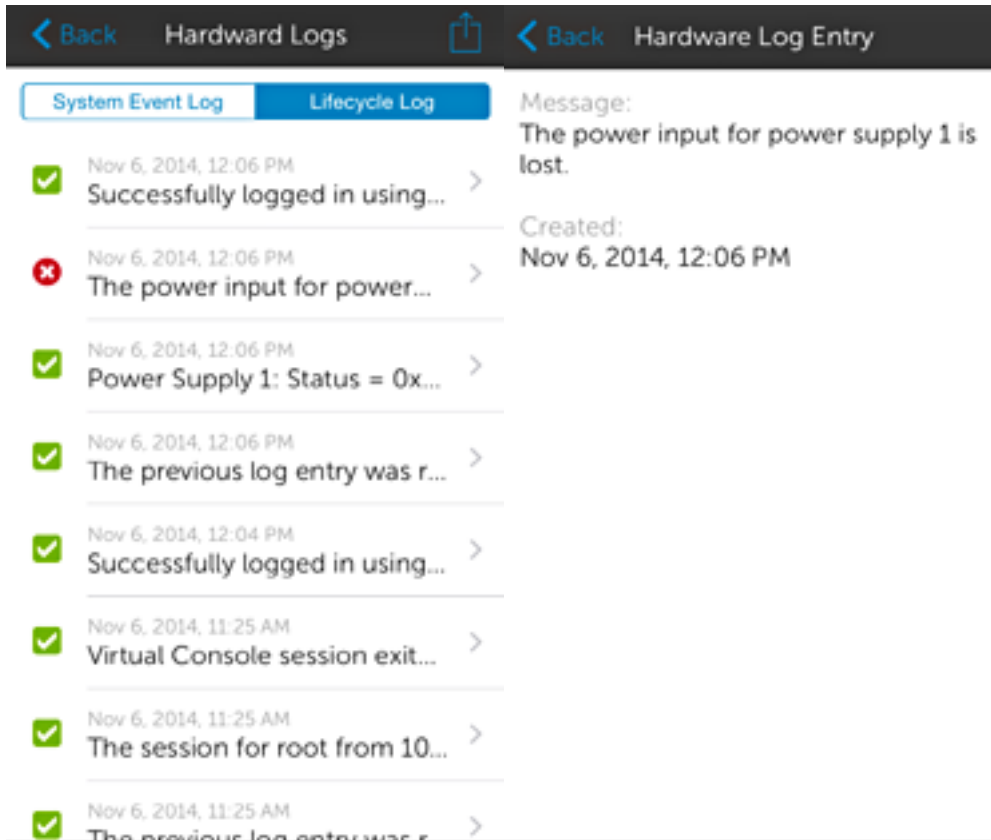 Back
Hardward Logs
System Event Log
Lifecycle Log
Nov 6, 2014, 12:06 PM
Successfully logged in using...
Nov 6, 2014, 12:06 PM
The power input for power...
Nov 6, 2014, 12:06 PM
Power Supply 1: Status = 0x...
Nov 6, 2014, 12:06 PM
The previous log entry was r...
Nov 6, 2014, 12:04 PM
Successfully logged in using...
Nov 6, 2014, 11:25 AM
Virtual Console session exit...
Nov 6, 2014, 11:25 AM
The session for root from 10...
Nov 6, 2014, 11:25 AM
The previous log entry was r
Back
Hardware Log Entry
Message:
The power input for power supply 1 is
lost.
Created:
Nov 6, 2014, 12:06 PM